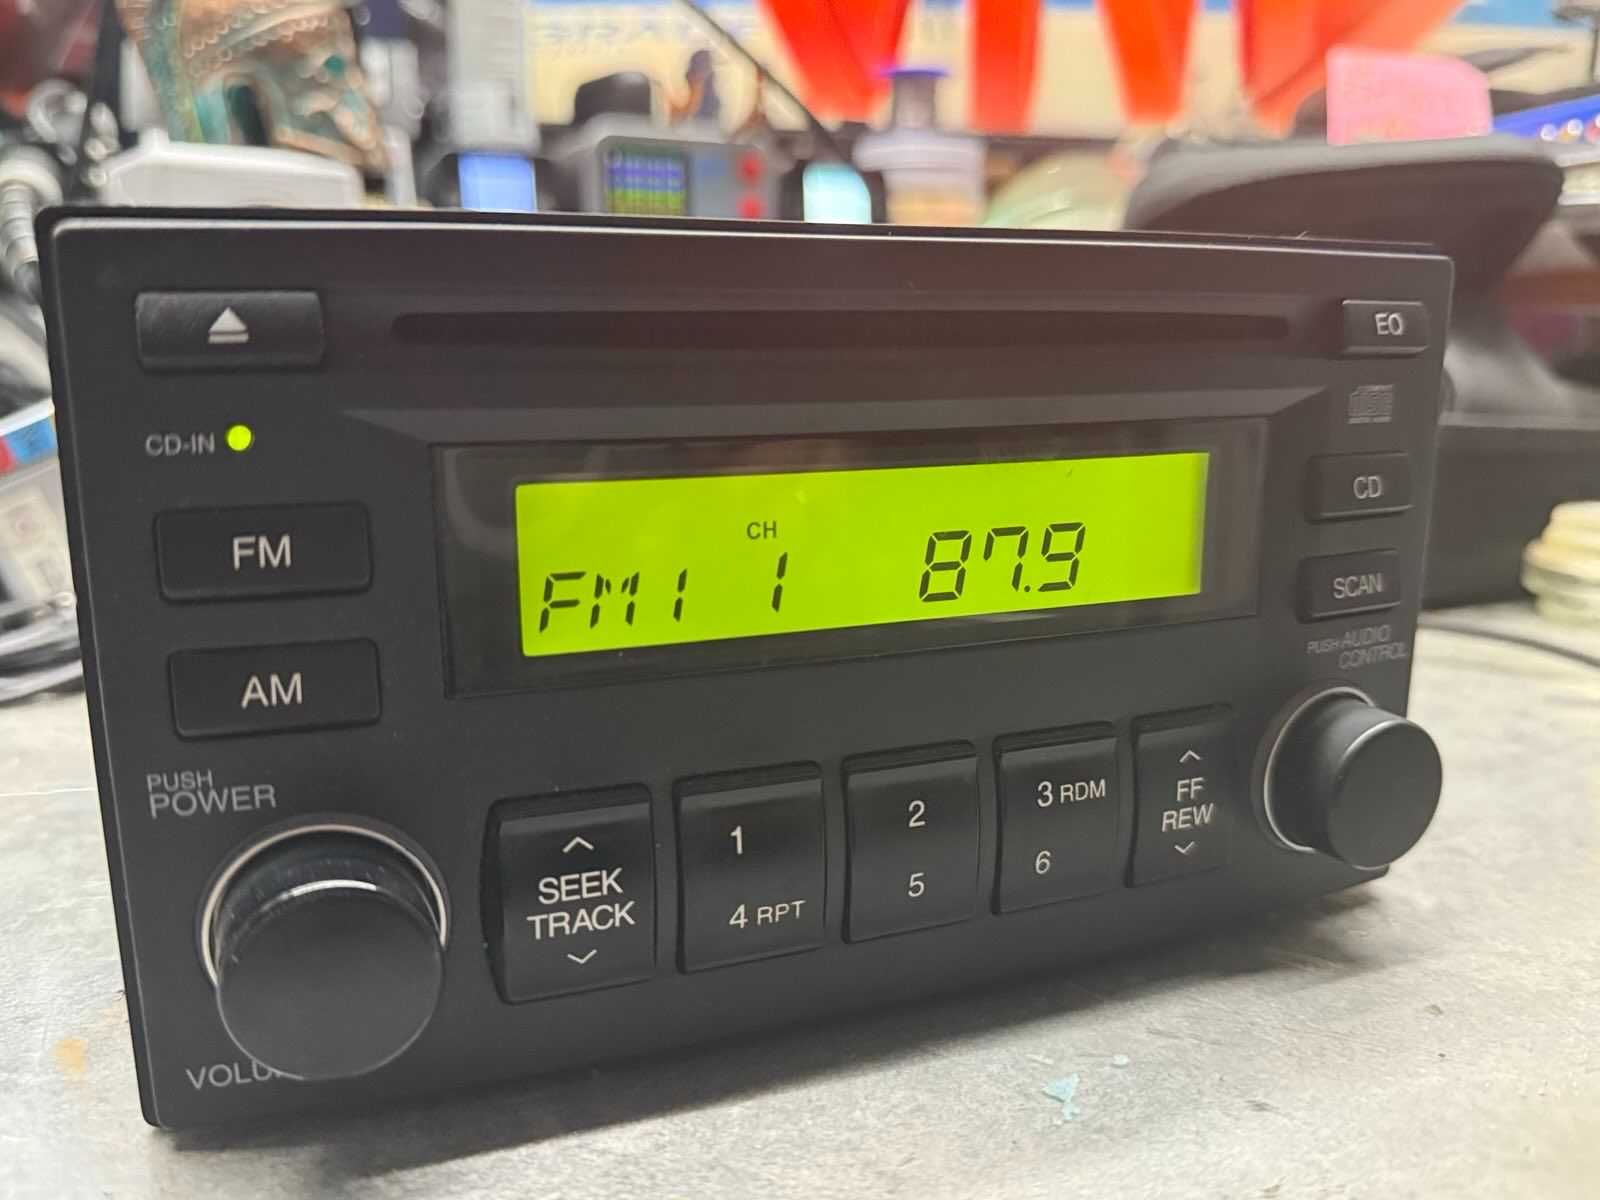 EQ
CD-IN
CD
FM
CH
FM1 1 87.9
SCAN
PUSH AUDIO
CONTROL
AM
PUSH
POWER
SEEK
TRACK
1
4 RPT
2
5
3 RDM
6
FF
REW